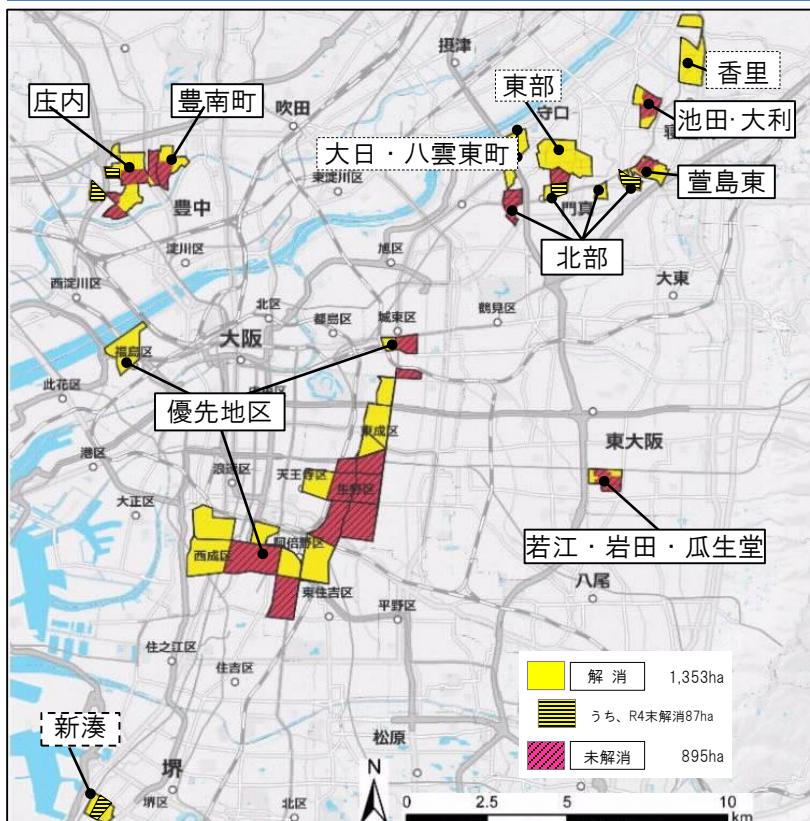 摂津
香里
東部
庄内
豊南町
吹田
守口
池田・大利
大日・八雲東町
東淀川区
萱島東
豊中
門真
淀川区
旭区
北部
西淀川区
大東
北区
都島区
城東区
鶴見区
大阪
福島区
此花区
優先地区
東成区
東大阪
港区
浪速区
天王寺区
生野区
大正区
若江・岩田・瓜生堂
西成区
阿倍野区
東住吉区
平野区
八尾
住之江区
住吉区
解 消 1,353ha
うち、R4末解消87ha
未解消 895ha
新湊
松原
堺
堺区
北区
N
0 2.5 5 10
km